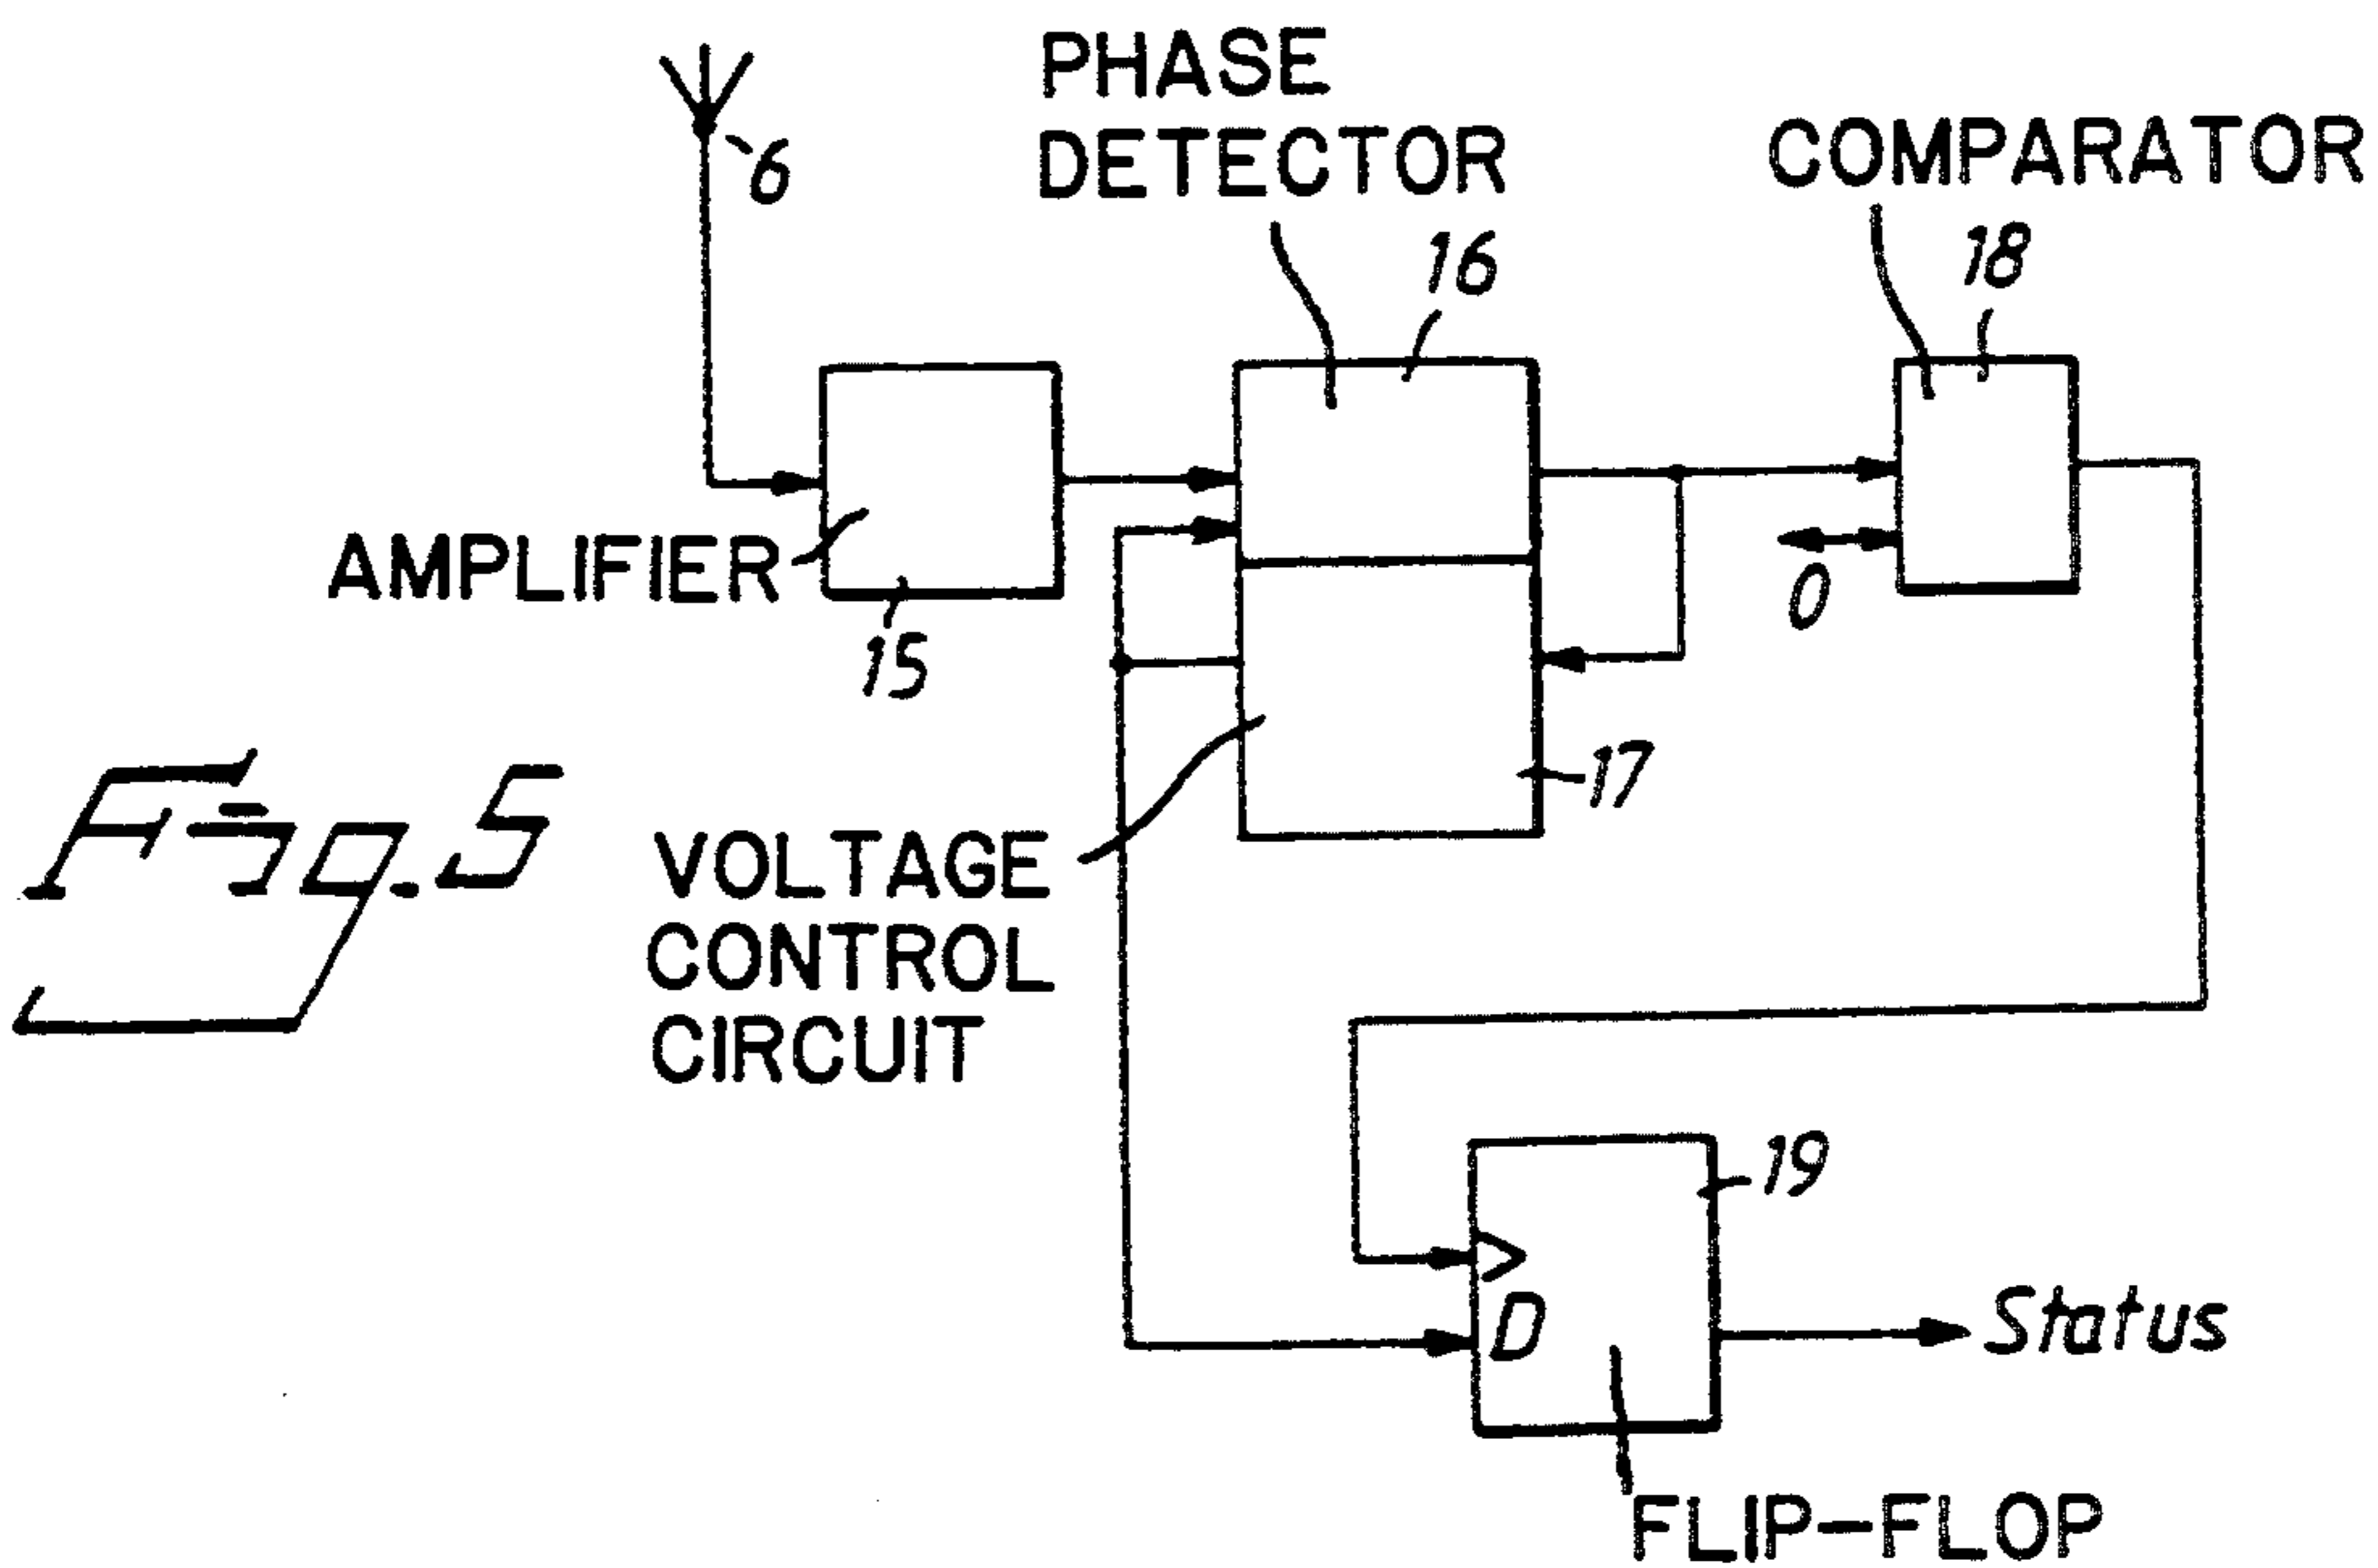 PHASE
DETECTOR
COMPARATOR
6
16
18
AMPLIFIER
15
0
17
Fig. 5
VOLTAGE
CONTROL
CIRCUIT
19
D
Status
FLIP-FLOP